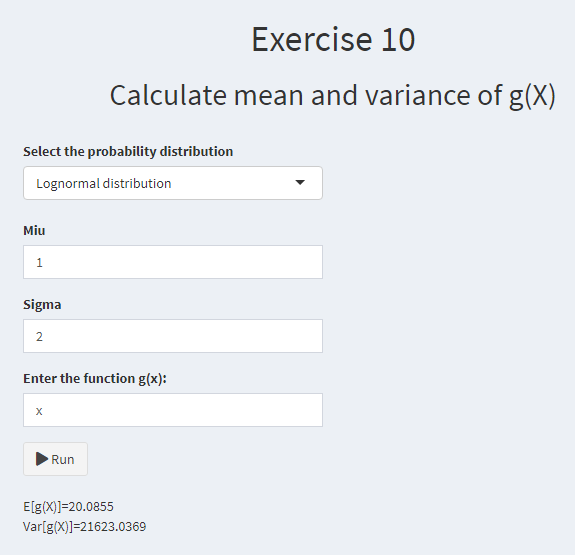 Exercise 10
Calculate mean and variance of g(X)
Select the probability distribution
Lognormal distribution
Miu
1
Sigma
2
Enter the function g(x):
x
Run
E[g(X)]=20.0855
Var[g(X)]=21623.0369